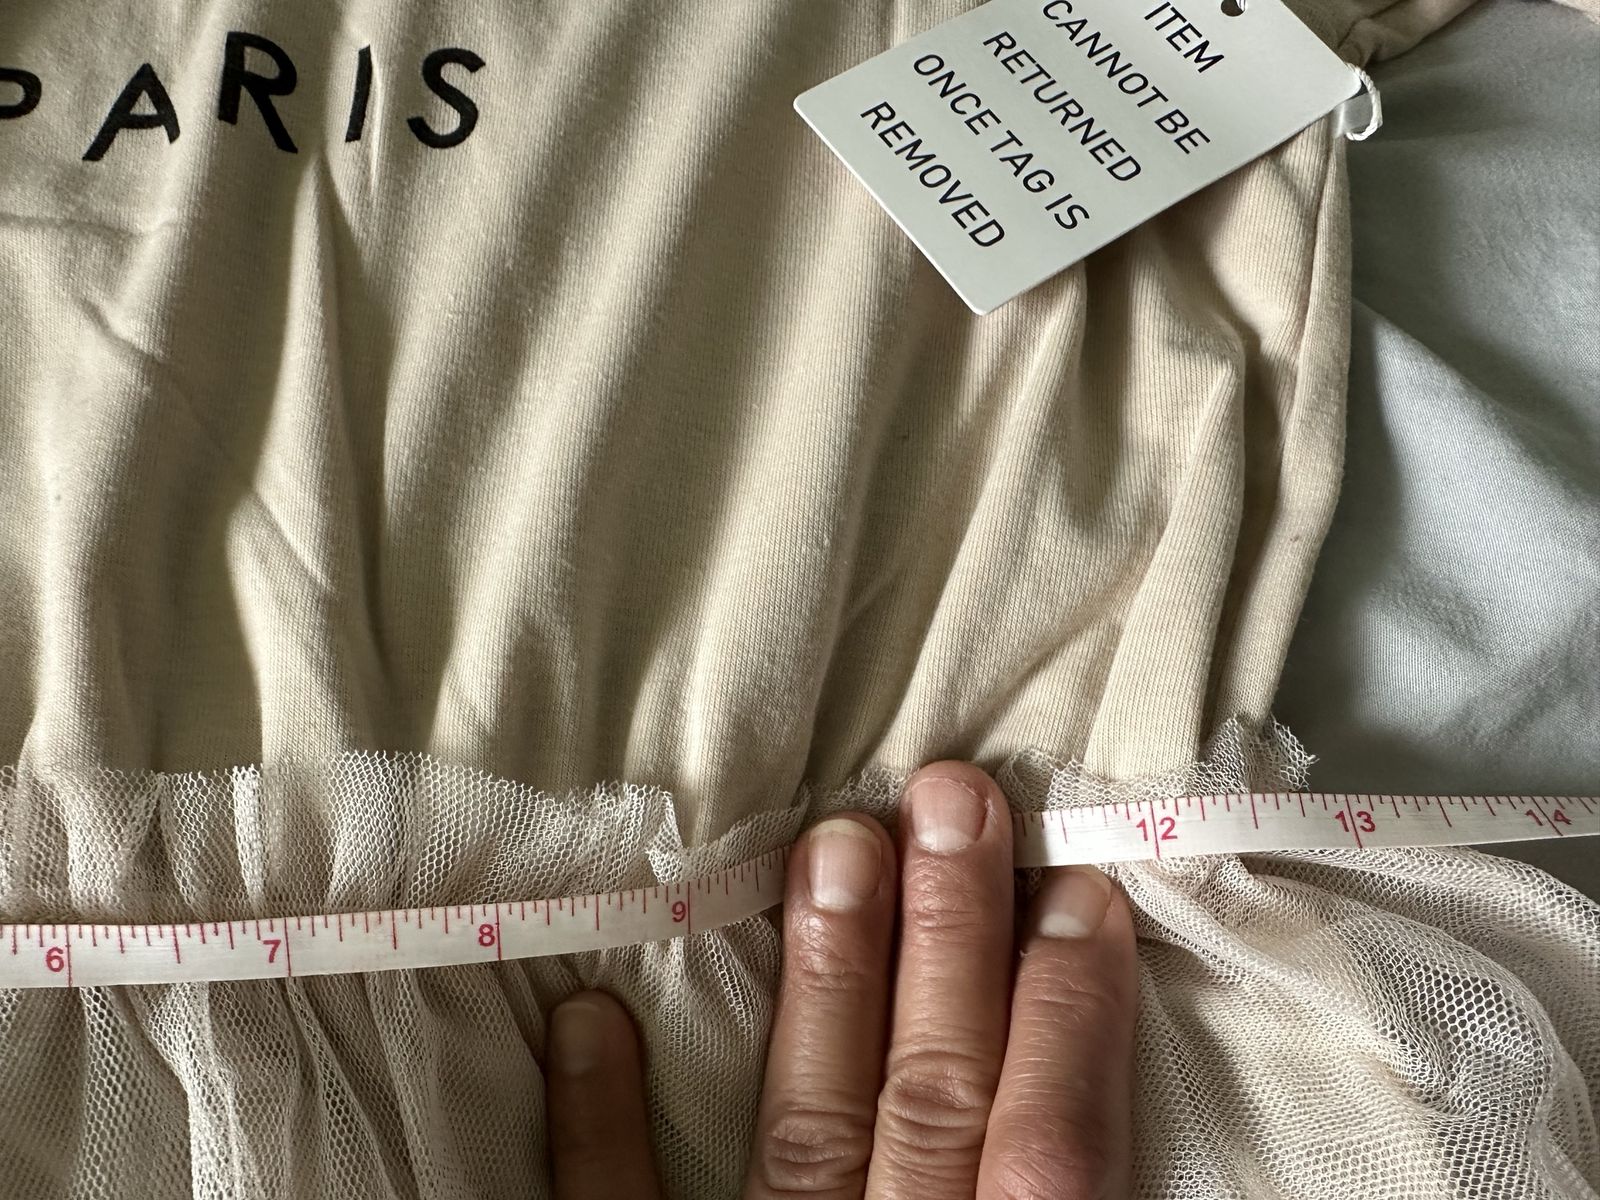 PARIS
ITEM
CANNOT BE
RETURNED
ONCE TAG IS
REMOVED
6 7 8 9 12 13 14